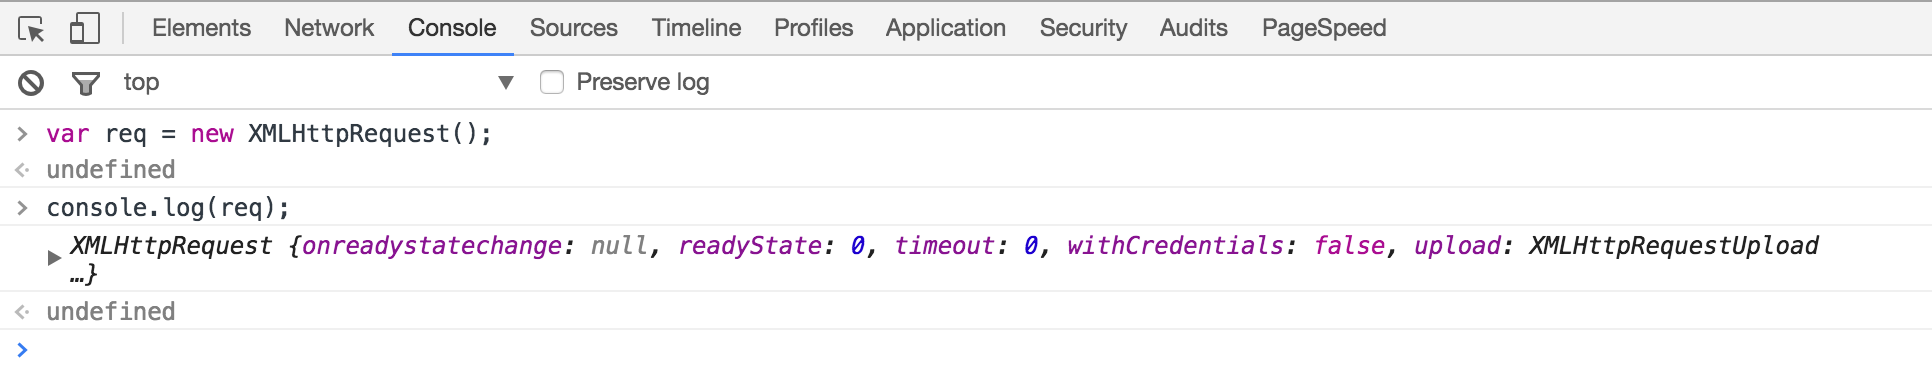 Elements Network Console Sources Timeline Profiles Application Security Audits PageSpeed
top Preserve log
var req = new XMLHttpRequest();
undefined
console.log(req);
XMLHttpRequest {onreadystatechange: null, readyState: 0, timeout: 0, withCredentials: false, upload: XMLHttpRequestUpload
…}
undefined